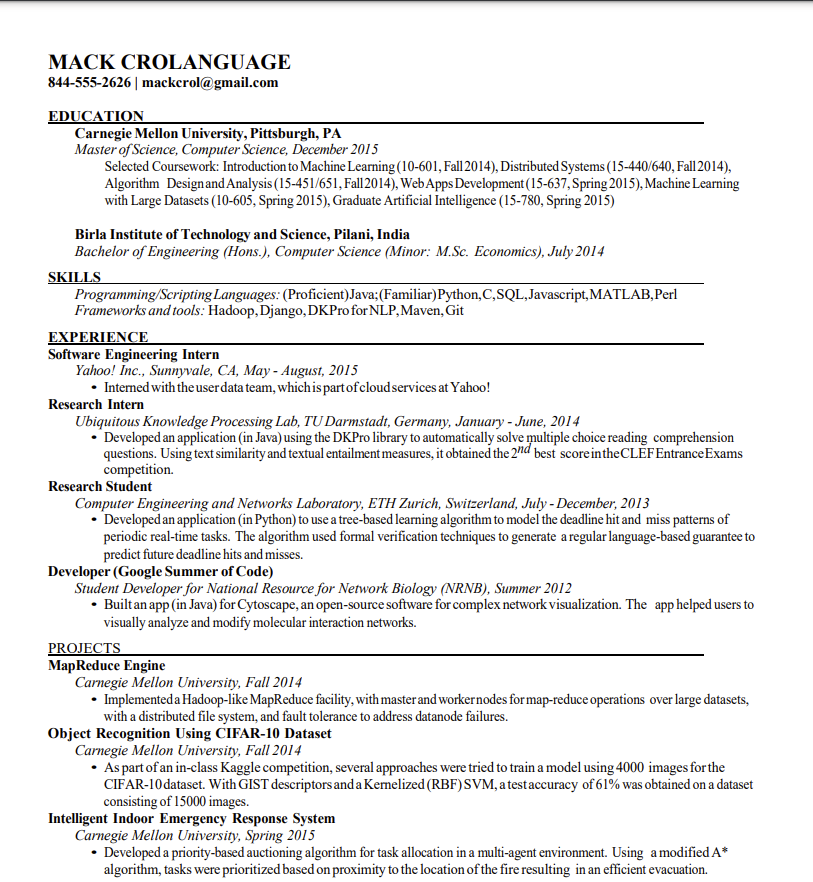 MACK CROLANGUAGE
844-555-2626 | mackcrol@gmail.com
EDUCATION
Carnegie Mellon University, Pittsburgh, PA
Master of Science, Computer Science, December 2015
Selected Coursework: Introduction to Machine Learning (10-601, Fall 2014), Distributed Systems (15-440/640, Fall 2014),
Algorithm Design and Analysis (15-451/651, Fall 2014), Web Apps Development (15-637, Spring 2015), Machine Learning
with Large Datasets (10-605, Spring 2015), Graduate Artificial Intelligence (15-780, Spring 2015)
Birla Institute of Technology and Science, Pilani, India
Bachelor of Engineering (Hons.), Computer Science (Minor: M.Sc. Economics), July 2014
SKILLS
Programming/Scripting Languages: (Proficient) Java; (Familiar) Python, C, SQL, Javascript, MATLAB, Perl
Frameworks and tools: Hadoop, Django, DKPro for NLP, Maven, Git
EXPERIENCE
Software Engineering Intern
Yahoo! Inc., Sunnyvale, CA, May - August, 2015
• Interned with the user data team, which is part of cloud services at Yahoo!
Research Intern
Ubiquitous Knowledge Processing Lab, TU Darmstadt, Germany, January - June, 2014
• Developed an application (in Java) using the DKPro library to automatically solve multiple choice reading comprehension
questions. Using text similarity and textual entailment measures, it obtained the 2nd best score in the CLEF Entrance Exams
competition.
Research Student
Computer Engineering and Networks Laboratory, ETH Zurich, Switzerland, July - December, 2013
• Developed an application (in Python) to use a tree-based learning algorithm to model the deadline hit and miss patterns of
periodic real-time tasks. The algorithm used formal verification techniques to generate a regular language-based guarantee to
predict future deadline hits and misses.
Developer (Google Summer of Code)
Student Developer for National Resource for Network Biology (NRNB), Summer 2012
• Built an app (in Java) for Cytoscape, an open-source software for complex network visualization. The app helped users to
visually analyze and modify molecular interaction networks.
PROJECTS
MapReduce Engine
Carnegie Mellon University, Fall 2014
• Implemented a Hadoop-like MapReduce facility, with master and worker nodes for map-reduce operations over large datasets,
with a distributed file system, and fault tolerance to address datanode failures.
Object Recognition Using CIFAR-10 Dataset
Carnegie Mellon University, Fall 2014
• As part of an in-class Kaggle competition, several approaches were tried to train a model using 4000 images for the
CIFAR-10 dataset. With GIST descriptors and a Kernelized (RBF) SVM, a test accuracy of 61% was obtained on a dataset
consisting of 15000 images.
Intelligent Indoor Emergency Response System
Carnegie Mellon University, Spring 2015
• Developed a priority-based auctioning algorithm for task allocation in a multi-agent environment. Using a modified A*
algorithm, tasks were prioritized based on proximity to the location of the fire resulting in an efficient evacuation.